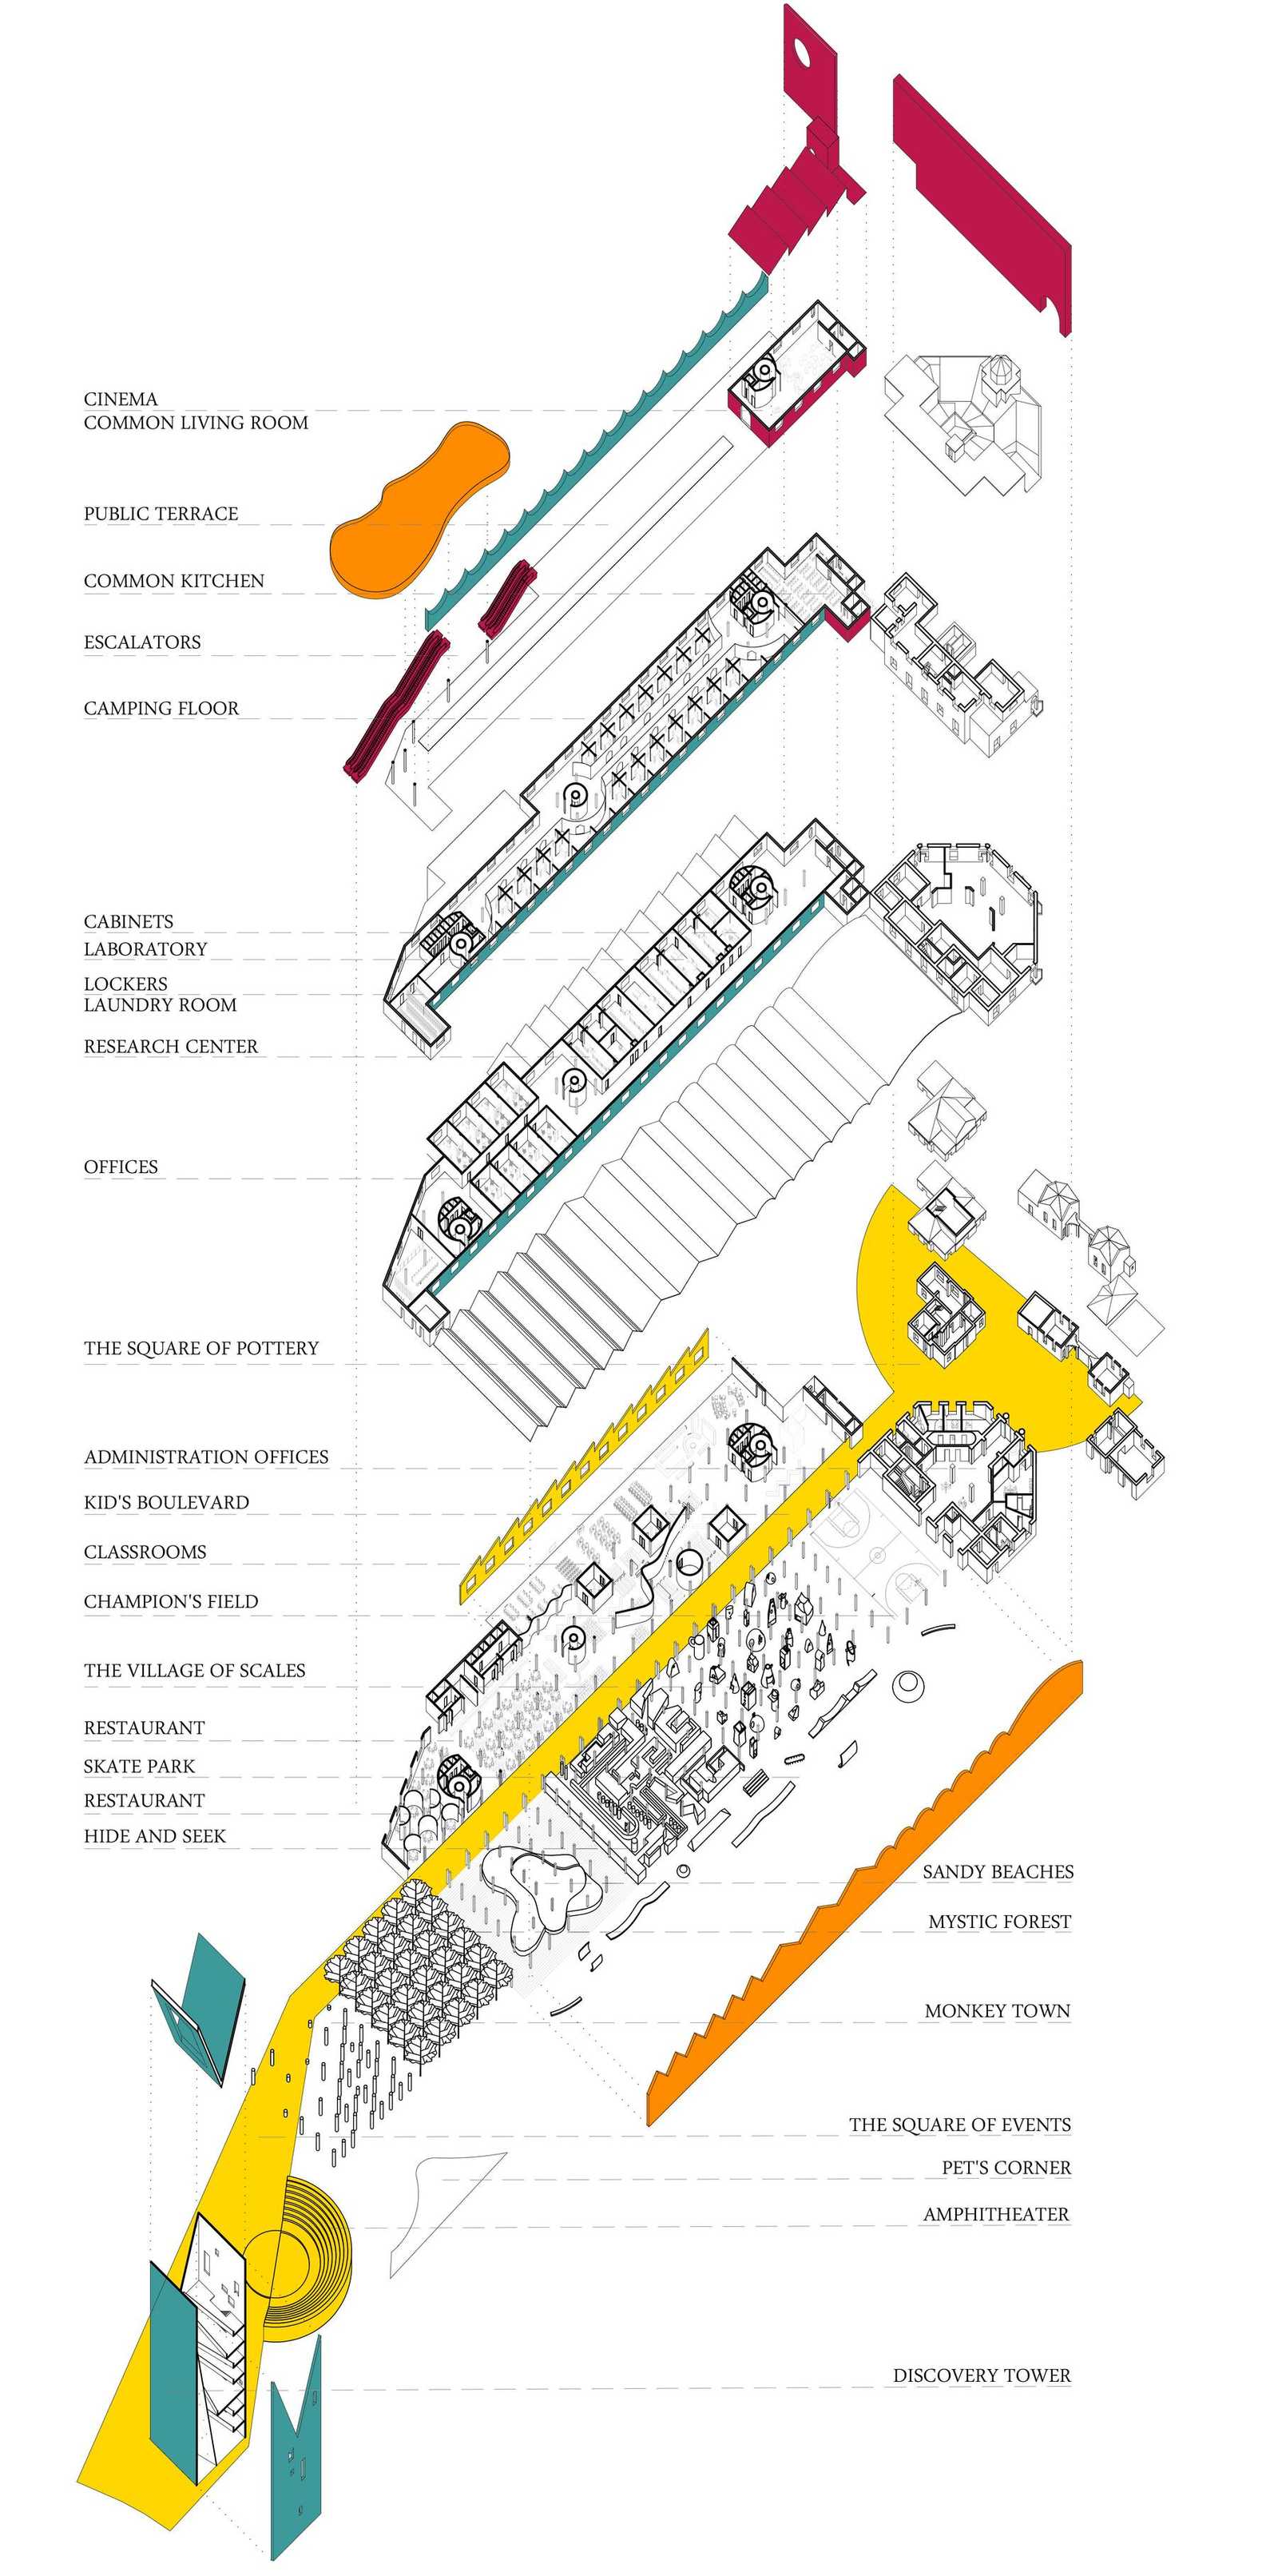 CINEMA
COMMON LIVING ROOM
PUBLIC TERRACE
COMMON KITCHEN
ESCALATORS
CAMPING FLOOR
CABINETS
LABORATORY
LOCKERS
LAUNDRY ROOM
RESEARCH CENTER
OFFICES
THE SQUARE OF POTTERY
ADMINISTRATION OFFICES
KID'S BOULEVARD
CLASSROOMS
CHAMPION'S FIELD
THE VILLAGE OF SCALES
RESTAURANT
SKATE PARK
RESTAURANT
HIDE AND SEEK
SANDY BEACHES
MYSTIC FOREST
MONKEY TOWN
THE SQUARE OF EVENTS
PET'S CORNER
AMPHITHEATER
DISCOVERY TOWER